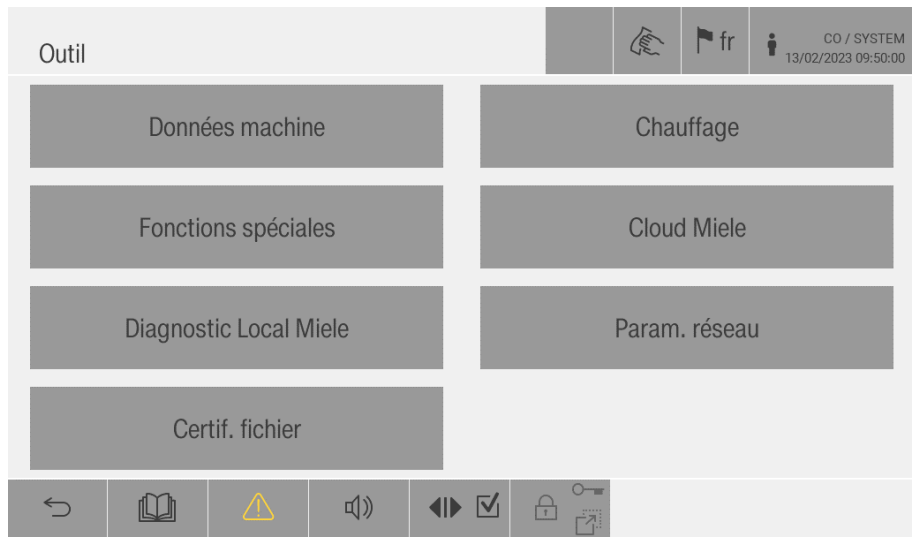 Outil
fr
CO / SYSTEM
13/02/2023 09:50:00
Données machine
Chauffage
Fonctions spéciales
Cloud Miele
Diagnostic Local Miele
Param. réseau
Certif. fichier